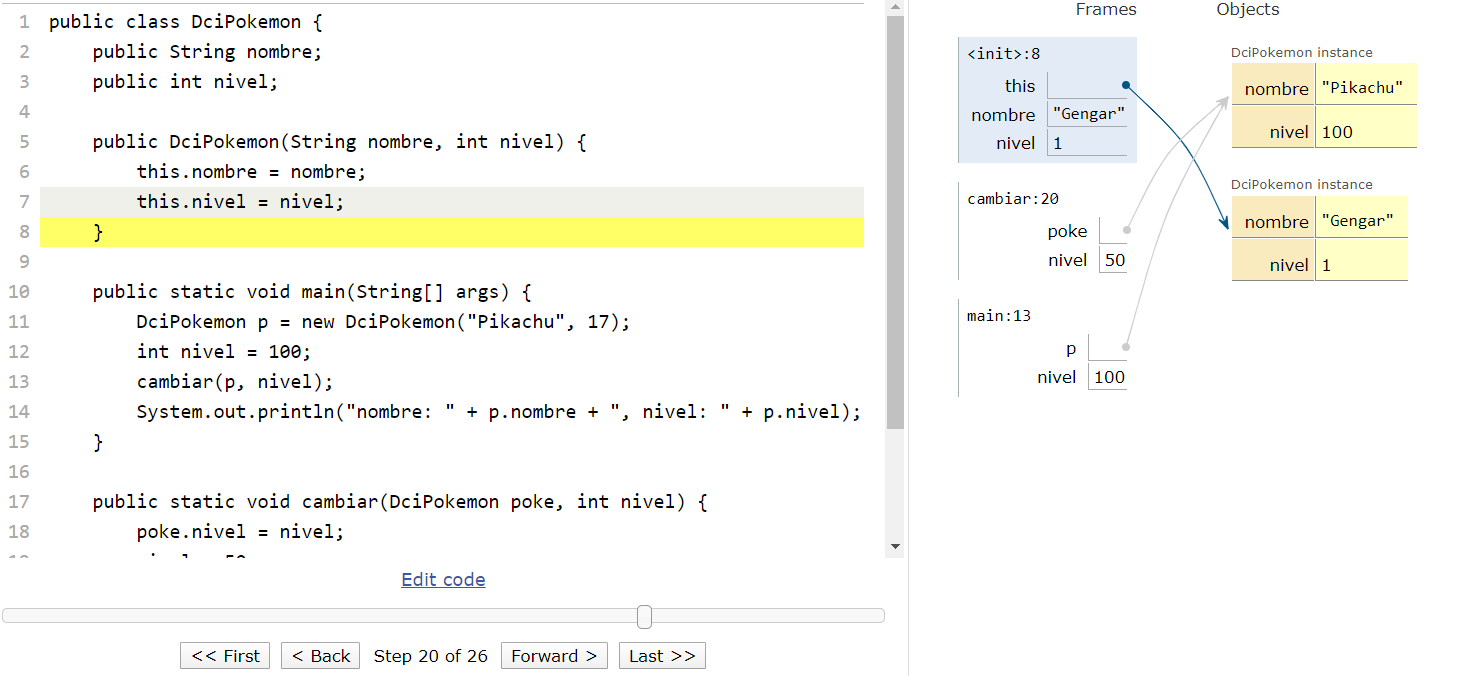 1 public class DciPokemon {
2 public String nombre;
3 public int nivel;
4
5 public DciPokemon(String nombre, int nivel) {
6 this.nombre = nombre;
7 this.nivel = nivel;
8 }
9
10 public static void main(String[] args) {
11 DciPokemon p = new DciPokemon("Pikachu", 17);
12 int nivel = 100;
13 cambiar(p, nivel);
14 System.out.println("nombre: " + p.nombre + ", nivel: " + p.nivel);
15 }
16
17 public static void cambiar(DciPokemon poke, int nivel) {
18 poke.nivel = nivel;
Edit code
<< First < Back Step 20 of 26 Forward > Last >>
Frames Objects
<init>:8
this
nombre "Gengar"
nivel 1
cambiar:20
poke
nivel 50
main:13
p
nivel 100
DciPokemon instance
nombre "Pikachu"
nivel 100
DciPokemon instance
nombre "Gengar"
nivel 1